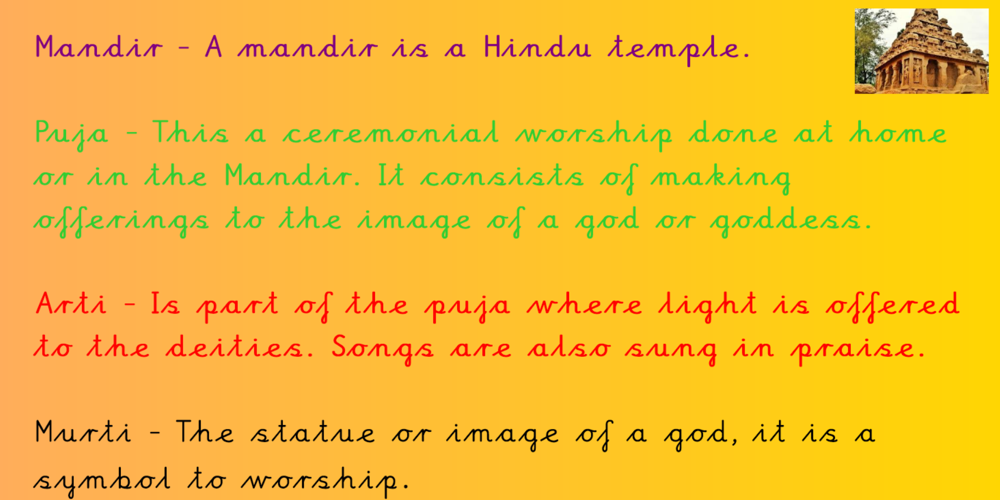 Mandir - A mandir is a Hindu temple.
Puja - This a ceremonial worship done at home
or in the Mandir. It consists of making
offerings to the image of a god or goddess.
Arti - Is part of the puja where light is offered
to the deities. Songs are also sung in praise.
Murti - The statue or image of a god, it is a
symbol to worship.